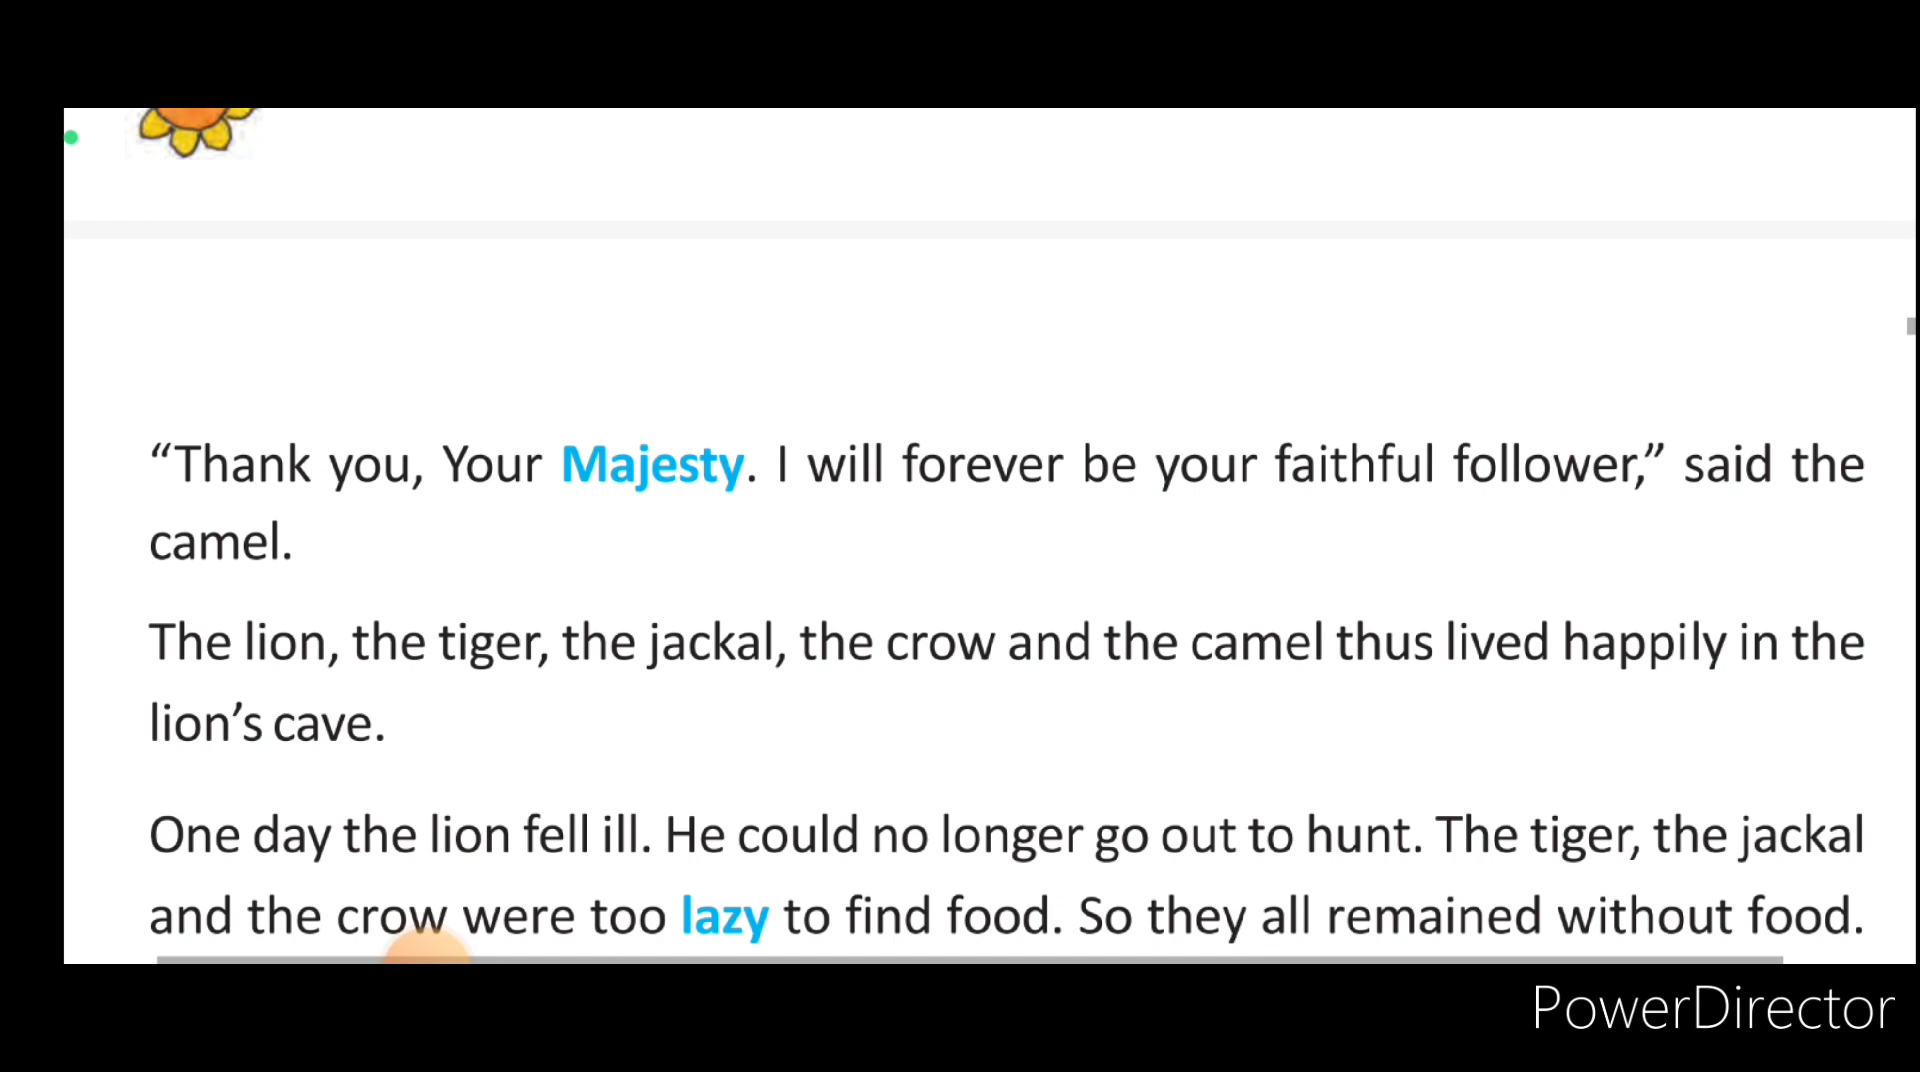 “Thank you, Your Majesty. I will forever be your faithful follower,” said the
camel.
The lion, the tiger, the jackal, the crow and the camel thus lived happily in the
lion’s cave.
One day the lion fell ill. He could no longer go out to hunt. The tiger, the jackal
and the crow were too lazy to find food. So they all remained without food.
PowerDirector